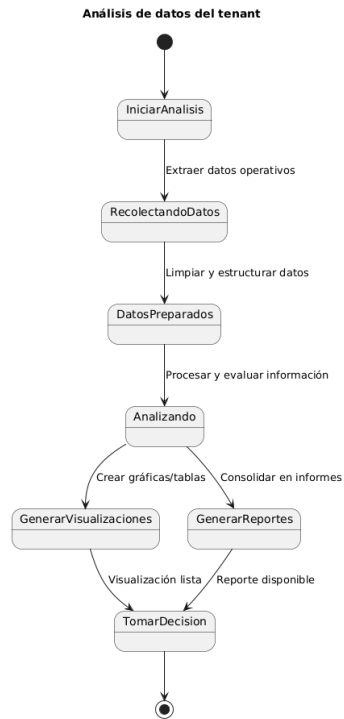 Análisis de datos del tenant
IniciarAnalisis
Extraer datos operativos
RecolectandoDatos
Limpiar y estructurar datos
DatosPreparados
Procesar y evaluar información
Analizando
Crear gráficas/tablas
Consolidar en informes
GenerarVisualizaciones
GenerarReportes
Visualización lista
Reporte disponible
TomarDecision